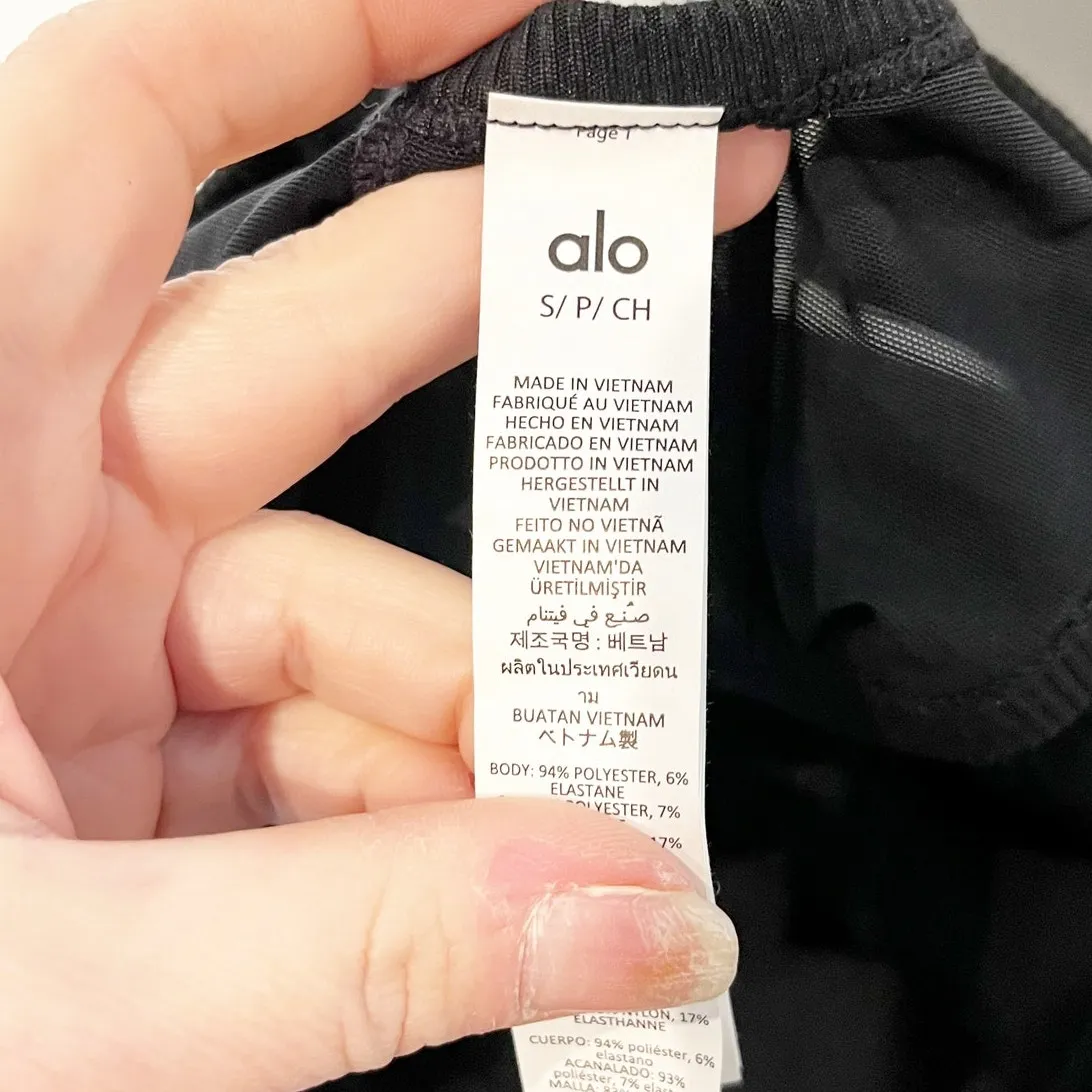 Page 1
alo
S/ P/ CH
MADE IN VIETNAM
FABRIQUÉ AU VIETNAM
HECHO EN VIETNAM
FABRICADO EN VIETNAM
PRODOTTO IN VIETNAM
HERGESTELLT IN
VIETNAM
FEITO NO VIETNÃ
GEMAAKT IN VIETNAM
VIETNAM'DA
ÜRETİLMİŞTİR
صُنع في فيتنام
제조국명 : 베트남
ผลิตในประเทศเวียดน
าม
BUATAN VIETNAM
ベトナム製
BODY: 94% POLYESTER, 6%
ELASTANE
POLYESTER, 7%
17%
NYLON, 17%
ELASTHANNE
CUERPO: 94% poliéster, 6%
elastano
ACANALADO: 93%
poliéster, 7% elast
MALLA: